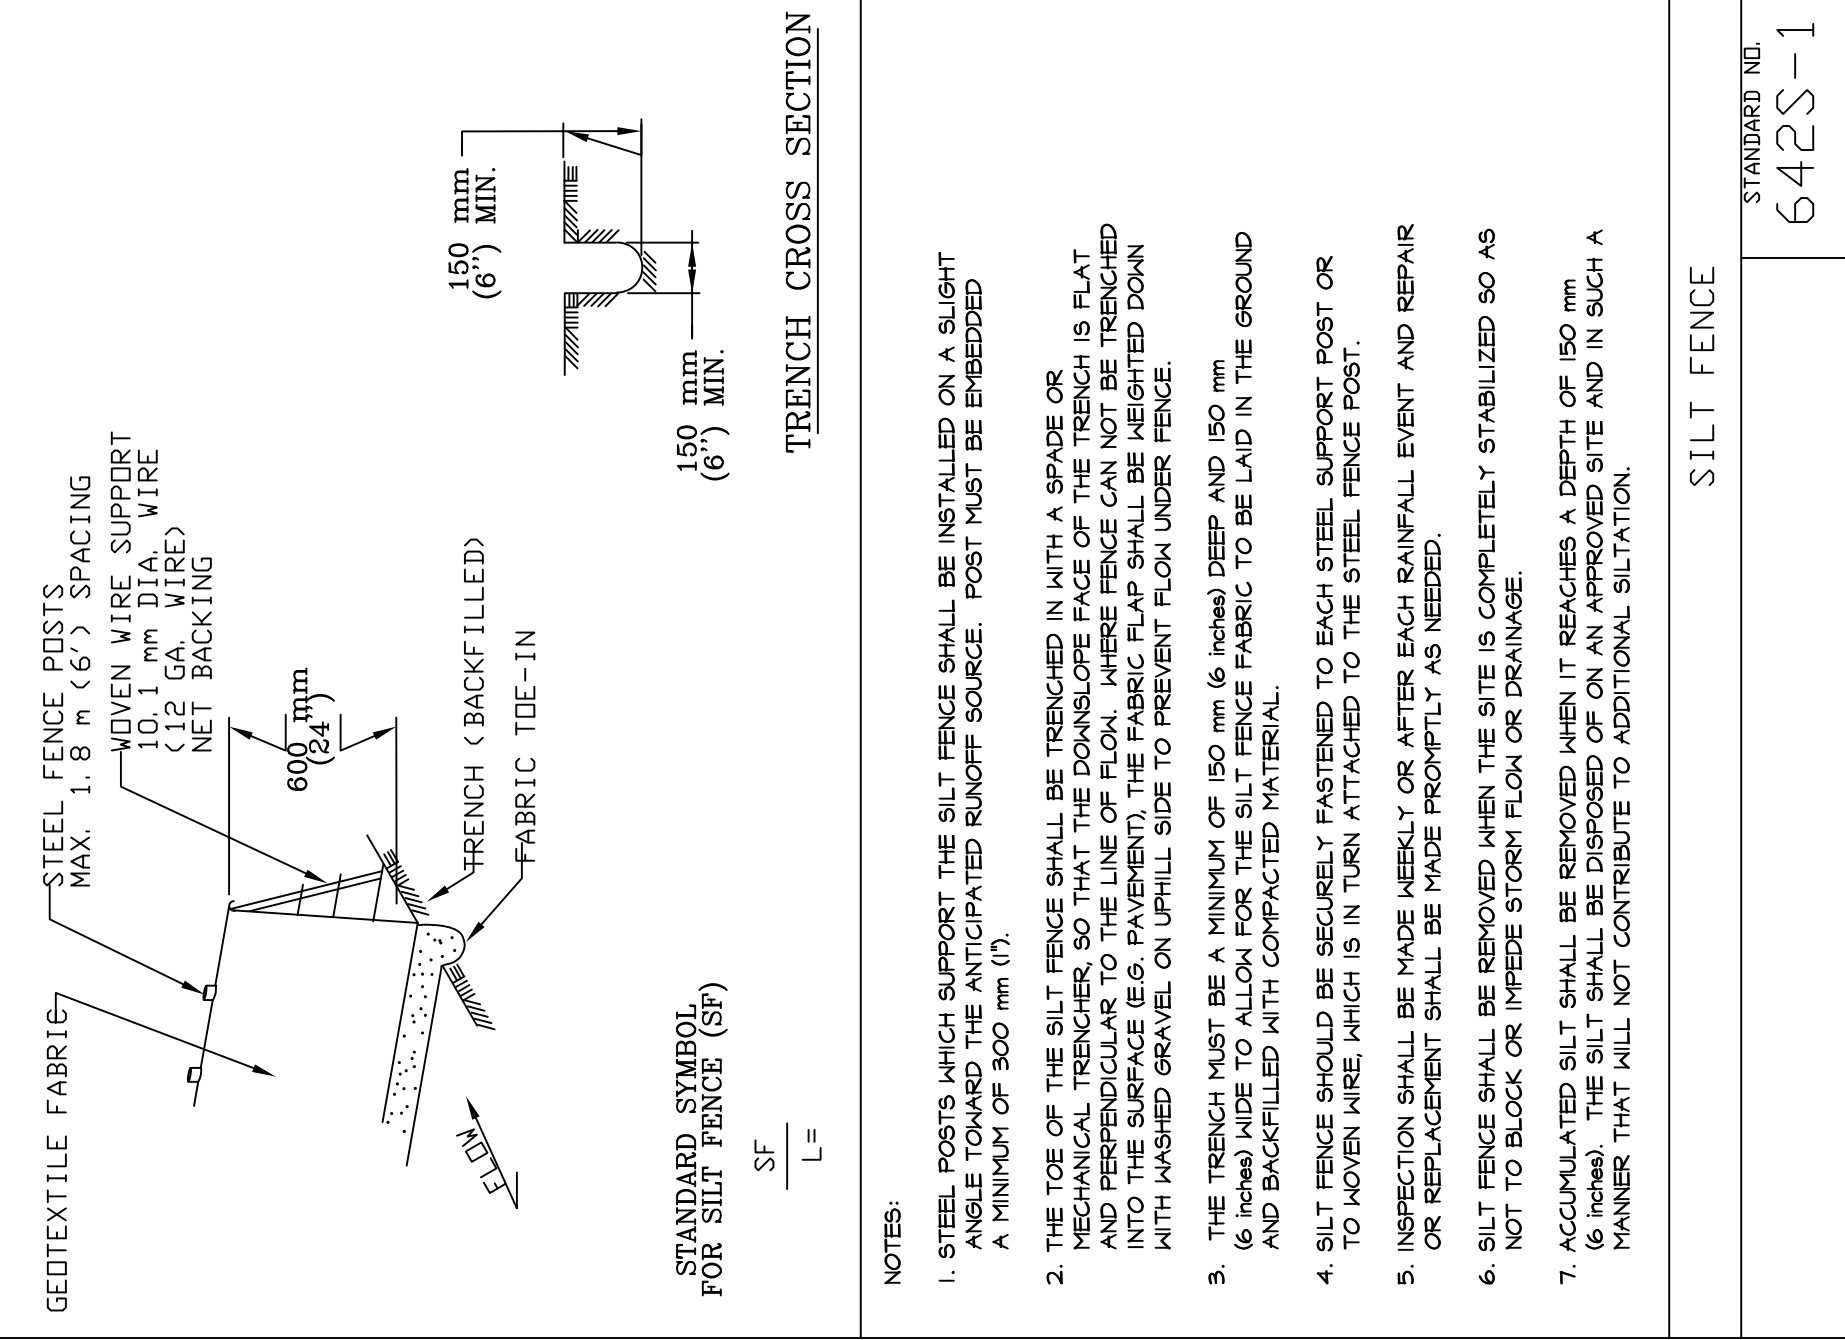 STEEL FENCE POSTS
MAX. 1.8 m (6') SPACING
WOVEN WIRE SUPPORT
10.1 mm DIA. WIRE
(12 GA. WIRE)
NET BACKING
GEOTEXTILE FABRIC
600 mm
(24")
TRENCH (BACKFILLED)
FABRIC TOE-IN
FLOW
150 mm
(6") MIN.
150 mm
(6") MIN.
TRENCH CROSS SECTION
STANDARD SYMBOL
FOR SILT FENCE (SF)
SF
L=
NOTES:
1. STEEL POSTS WHICH SUPPORT THE SILT FENCE SHALL BE INSTALLED ON A SLIGHT
ANGLE TOWARD THE ANTICIPATED RUNOFF SOURCE. POST MUST BE EMBEDDED
A MINIMUM OF 300 mm (1").
2. THE TOE OF THE SILT FENCE SHALL BE TRENCHED IN WITH A SPADE OR
MECHANICAL TRENCHER, SO THAT THE DOWNSLOPE FACE OF THE TRENCH IS FLAT
AND PERPENDICULAR TO THE LINE OF FLOW. WHERE FENCE CAN NOT BE TRENCHED
INTO THE SURFACE (E.G. PAVEMENT), THE FABRIC FLAP SHALL BE WEIGHTED DOWN
WITH WASHED GRAVEL ON UPHILL SIDE TO PREVENT FLOW UNDER FENCE.
3. THE TRENCH MUST BE A MINIMUM OF 150 mm (6 inches) DEEP AND 150 mm
(6 inches) WIDE TO ALLOW FOR THE SILT FENCE FABRIC TO BE LAID IN THE GROUND
AND BACKFILLED WITH COMPACTED MATERIAL.
4. SILT FENCE SHOULD BE SECURELY FASTENED TO EACH STEEL SUPPORT POST OR
TO WOVEN WIRE, WHICH IS IN TURN ATTACHED TO THE STEEL FENCE POST.
5. INSPECTION SHALL BE MADE WEEKLY OR AFTER EACH RAINFALL EVENT AND REPAIR
OR REPLACEMENT SHALL BE MADE PROMPTLY AS NEEDED.
6. SILT FENCE SHALL BE REMOVED WHEN THE SITE IS COMPLETELY STABILIZED SO AS
NOT TO BLOCK OR IMPEDE STORM FLOW OR DRAINAGE.
7. ACCUMULATED SILT SHALL BE REMOVED WHEN IT REACHES A DEPTH OF 150 mm
(6 inches). THE SILT SHALL BE DISPOSED OF ON AN APPROVED SITE AND IN SUCH A
MANNER THAT WILL NOT CONTRIBUTE TO ADDITIONAL SILTATION.
SILT FENCE
STANDARD NO.
642S-1